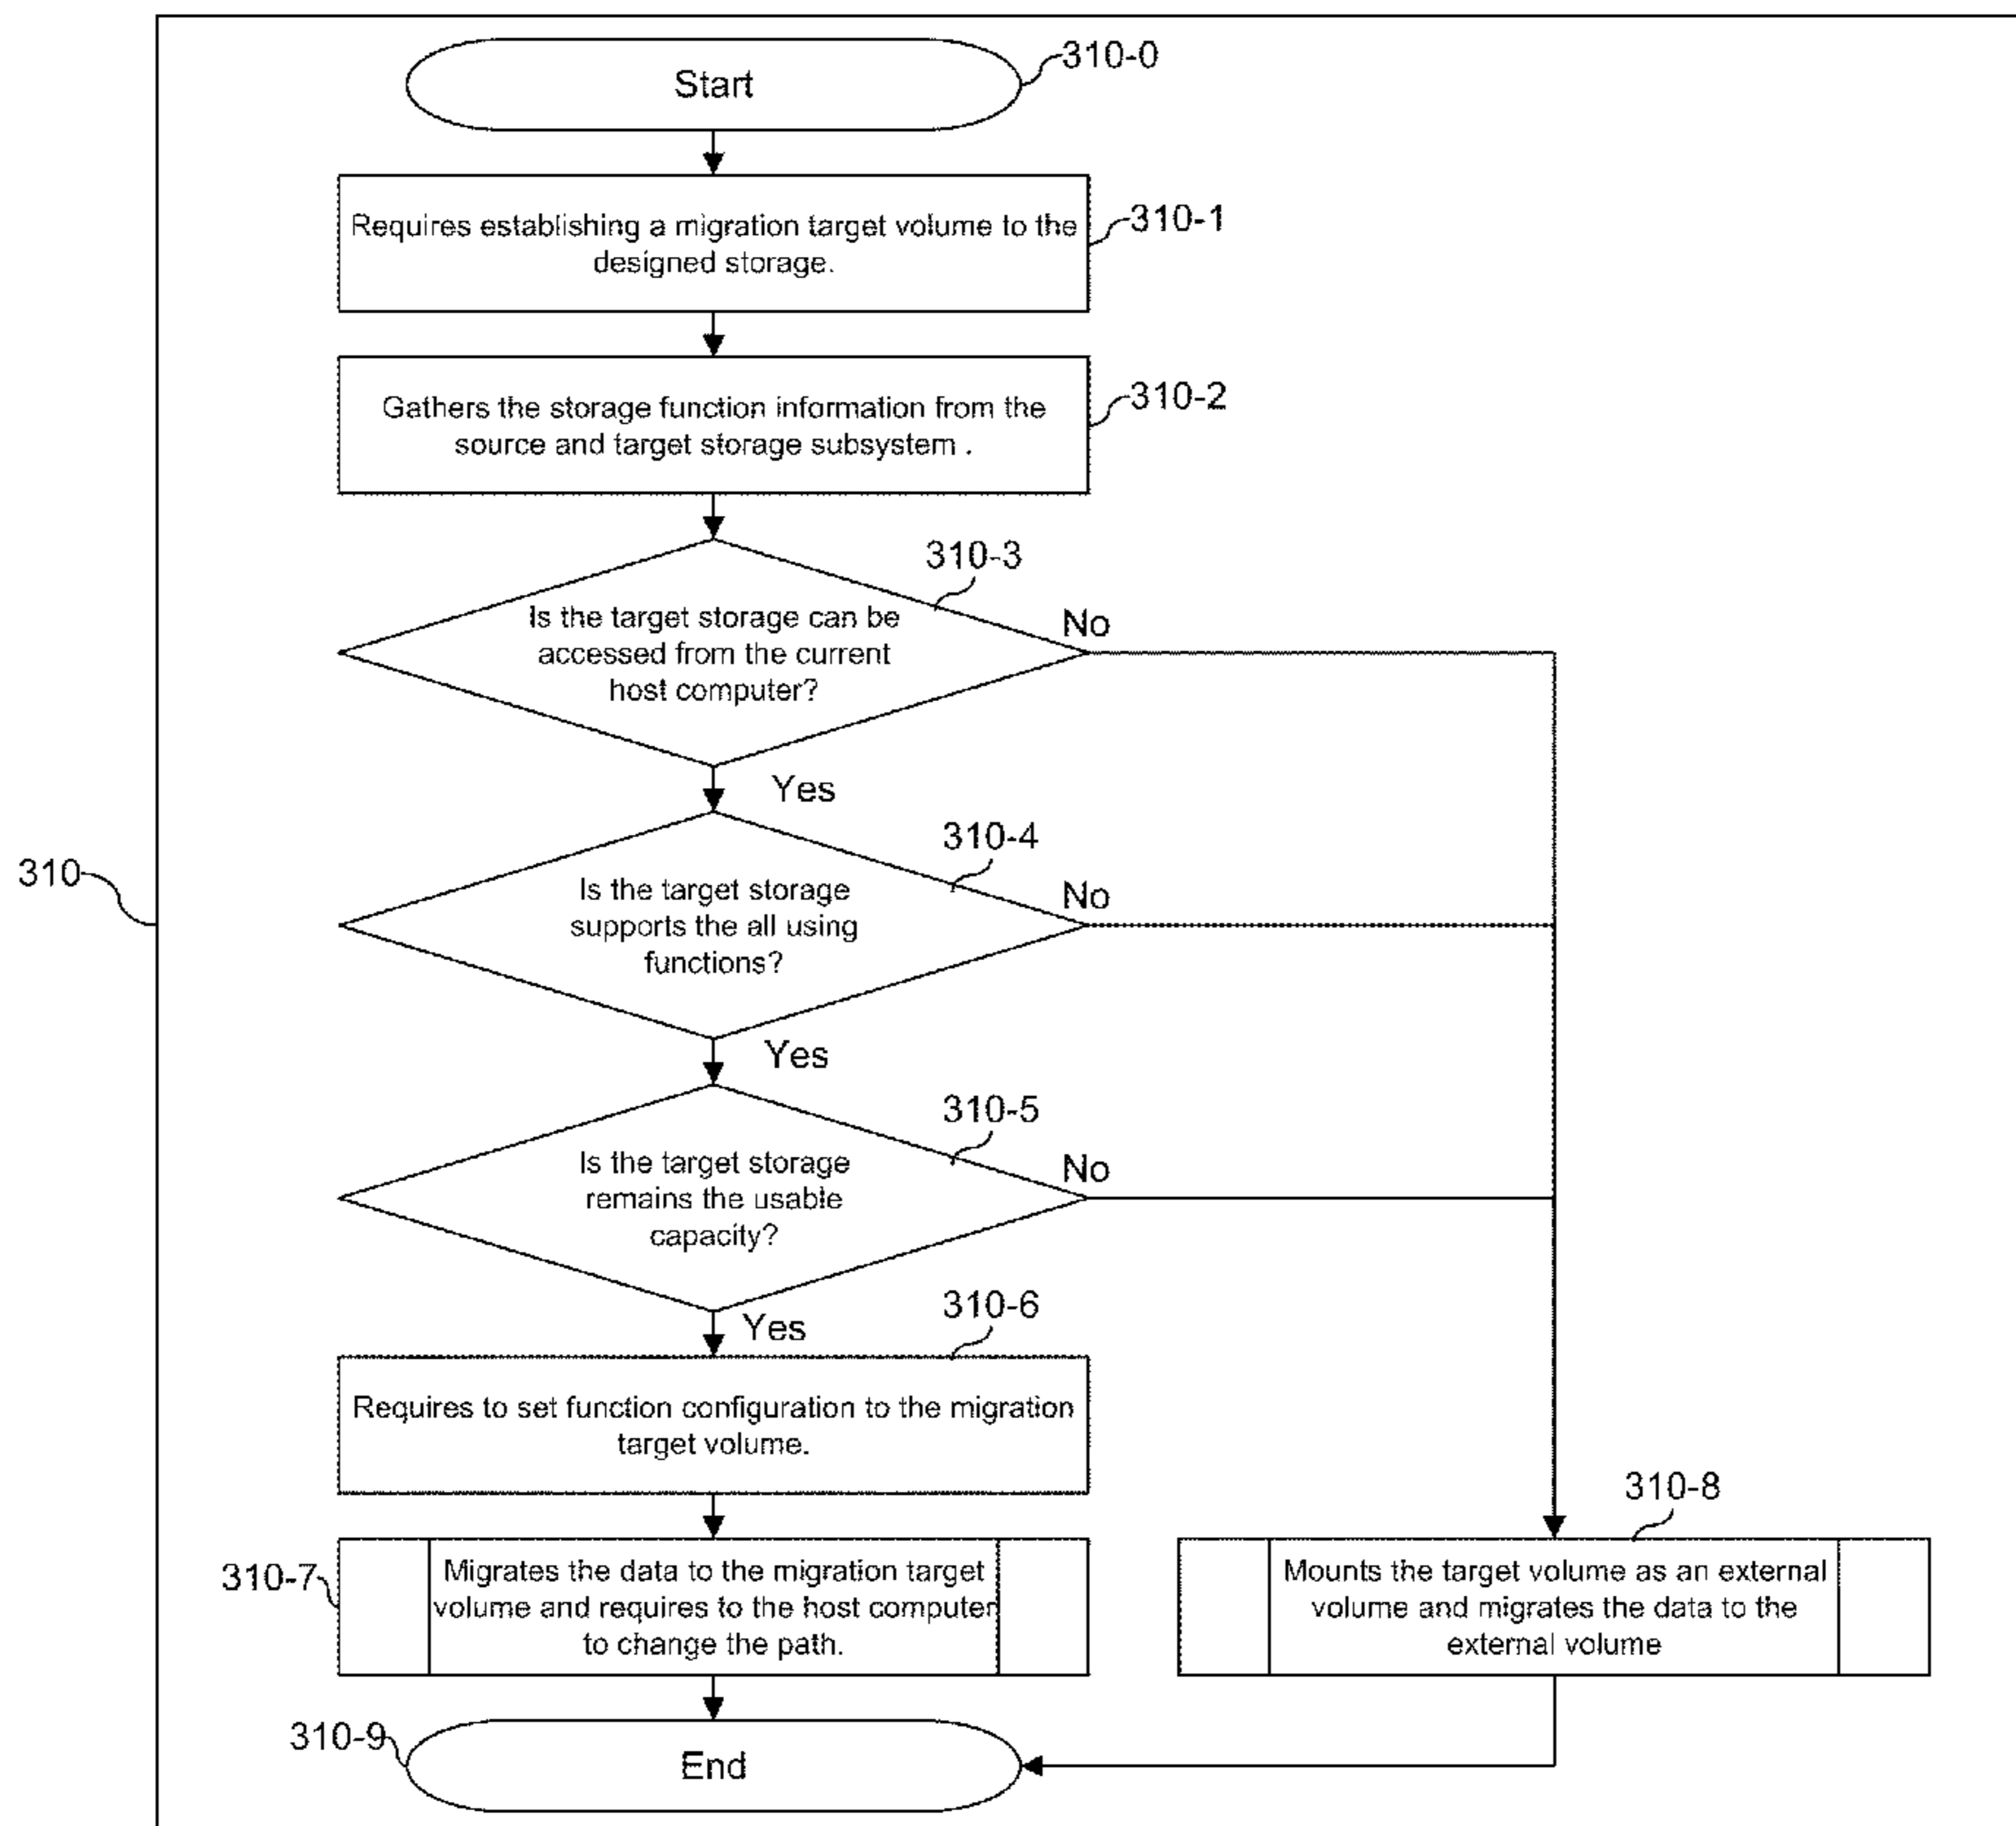 310-0
Start
310-1
Requires establishing a migration target volume to the
designed storage.
310-2
Gathers the storage function information from the
source and target storage subsystem .
310-3
Is the target storage can be
accessed from the current
host computer?
No
Yes
310
310-4
Is the target storage
supports the all using
functions?
No
Yes
310-5
Is the target storage
remains the usable
capacity?
No
Yes
310-6
Requires to set function configuration to the migration
target volume.
310-7
Migrates the data to the migration target
volume and requires to the host computer
to change the path.
310-8
Mounts the target volume as an external
volume and migrates the data to the
external volume
310-9
End